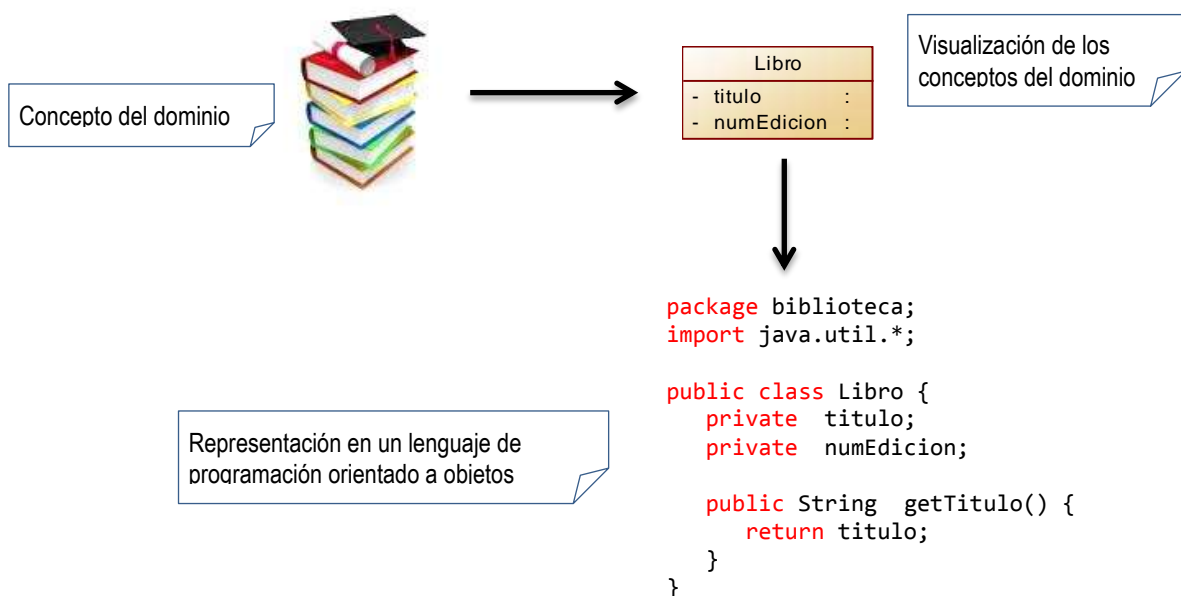 Concepto del dominio
Libro
- titulo :
- numEdicion :
Visualización de los
conceptos del dominio
Representación en un lenguaje de
programación orientado a objetos
package biblioteca;
import java.util.*;
public class Libro {
private titulo;
private numEdicion;
public String getTitulo() {
return titulo;
}
}